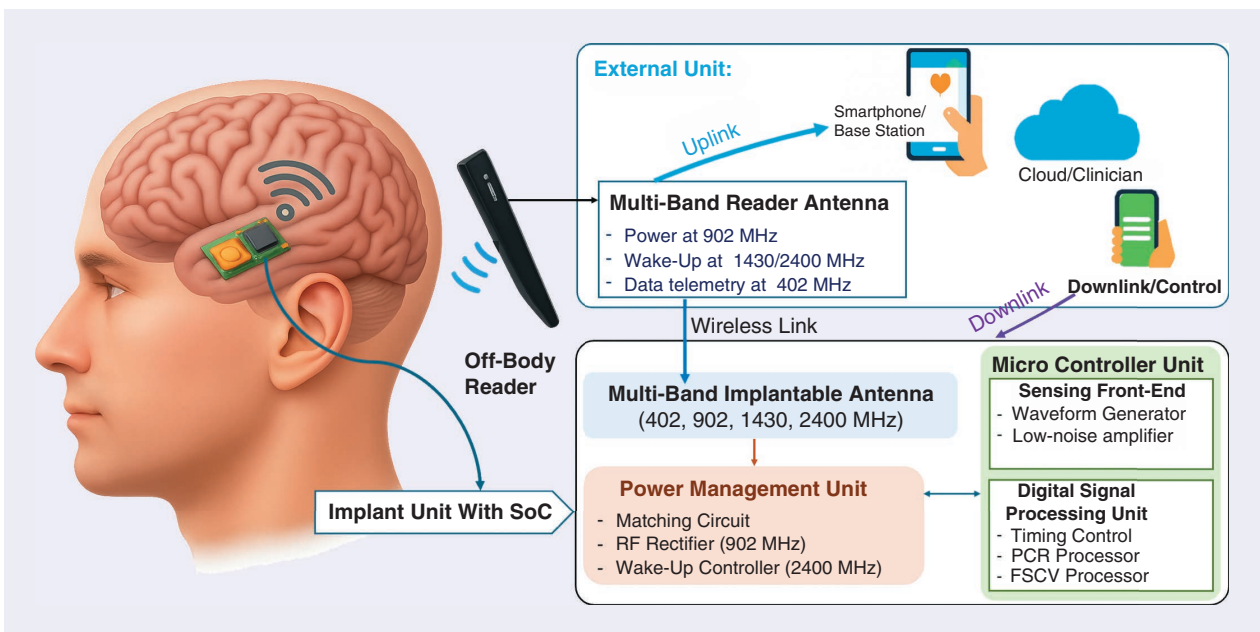 External Unit:
Uplink
Smartphone/
Base Station
Cloud/Clinician
Multi-Band Reader Antenna
- Power at 902 MHz
- Wake-Up at 1430/2400 MHz
- Data telemetry at 402 MHz
Downlink/Control
Downlink
Wireless Link
Off-Body
Reader
Implant Unit With SoC
Multi-Band Implantable Antenna
(402, 902, 1430, 2400 MHz)
Power Management Unit
- Matching Circuit
- RF Rectifier (902 MHz)
- Wake-Up Controller (2400 MHz)
Micro Controller Unit
Sensing Front-End
- Waveform Generator
- Low-noise amplifier
Digital Signal
Processing Unit
- Timing Control
- PCR Processor
- FSCV Processor